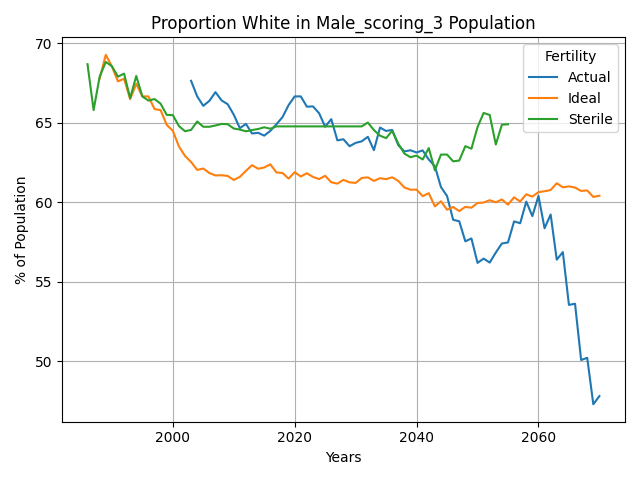 Proportion White in Male_scoring_3 Population
% of Population
70
65
60
55
50
Fertility
Actual
Ideal
Sterile
2000
2020
2040
2060
Years